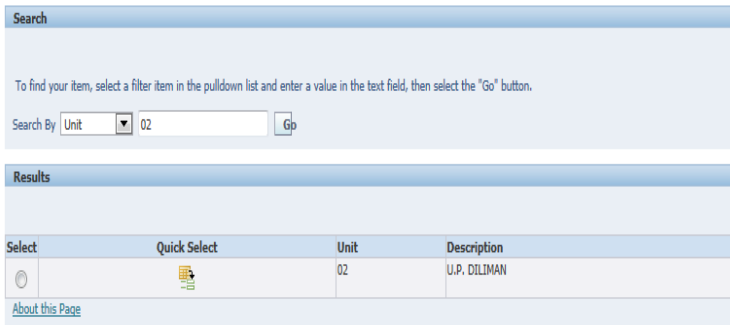 Search
To find your item, select a filter item in the pulldown list and enter a value in the text field, then select the "Go" button.
Search By Unit 02 Go
Results
Select Quick Select Unit Description
02 U.P. DILIMAN
About this Page